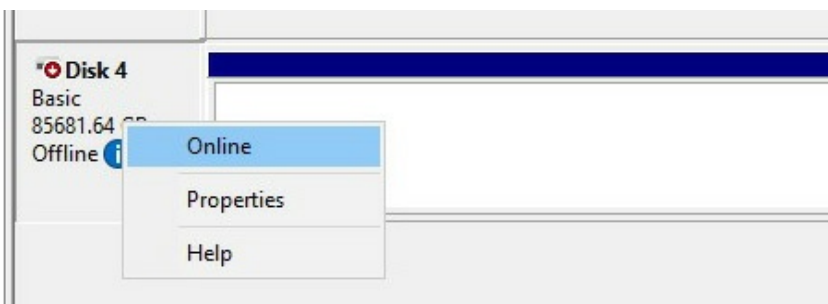 Disk 4
Basic
85681.64
Offline
Online
Properties
Help